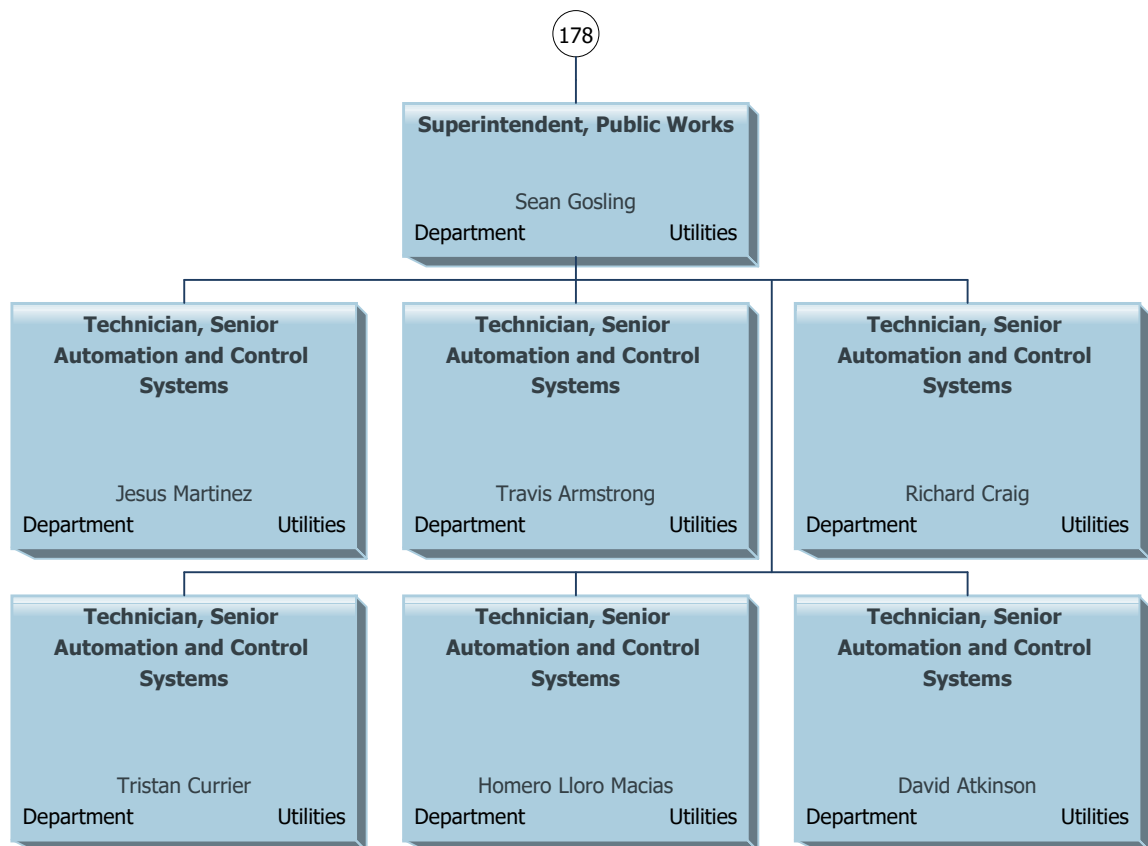 178
Superintendent, Public Works
Sean Gosling
Department Utilities
Technician, Senior
Automation and Control
Systems
Jesus Martinez
Department Utilities
Technician, Senior
Automation and Control
Systems
Travis Armstrong
Department Utilities
Technician, Senior
Automation and Control
Systems
Richard Craig
Department Utilities
Technician, Senior
Automation and Control
Systems
Tristan Currier
Department Utilities
Technician, Senior
Automation and Control
Systems
Homero Lloro Macias
Department Utilities
Technician, Senior
Automation and Control
Systems
David Atkinson
Department Utilities